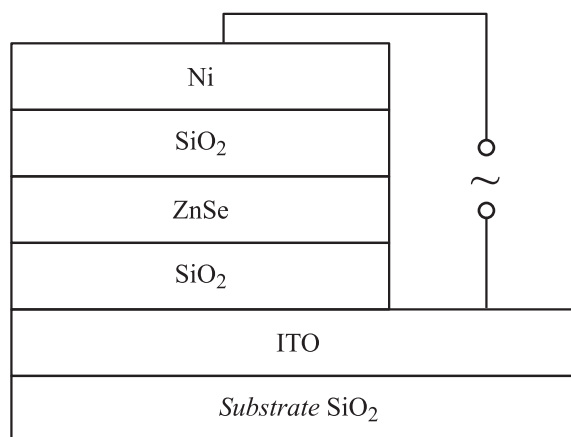 Ni
SiO₂
ZnSe
SiO₂
~
ITO
Substrate SiO₂